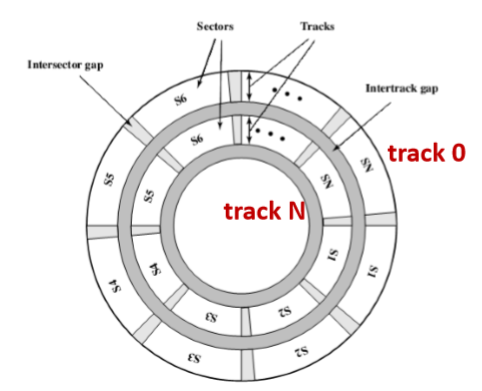 Sectors
Tracks
Intersector gap
Intertrack gap
S6
• • •
SN
track 0
S6
• • •
SN
S5
S5
track N
S4
S4
S1
S1
S3
S2
S3
S2